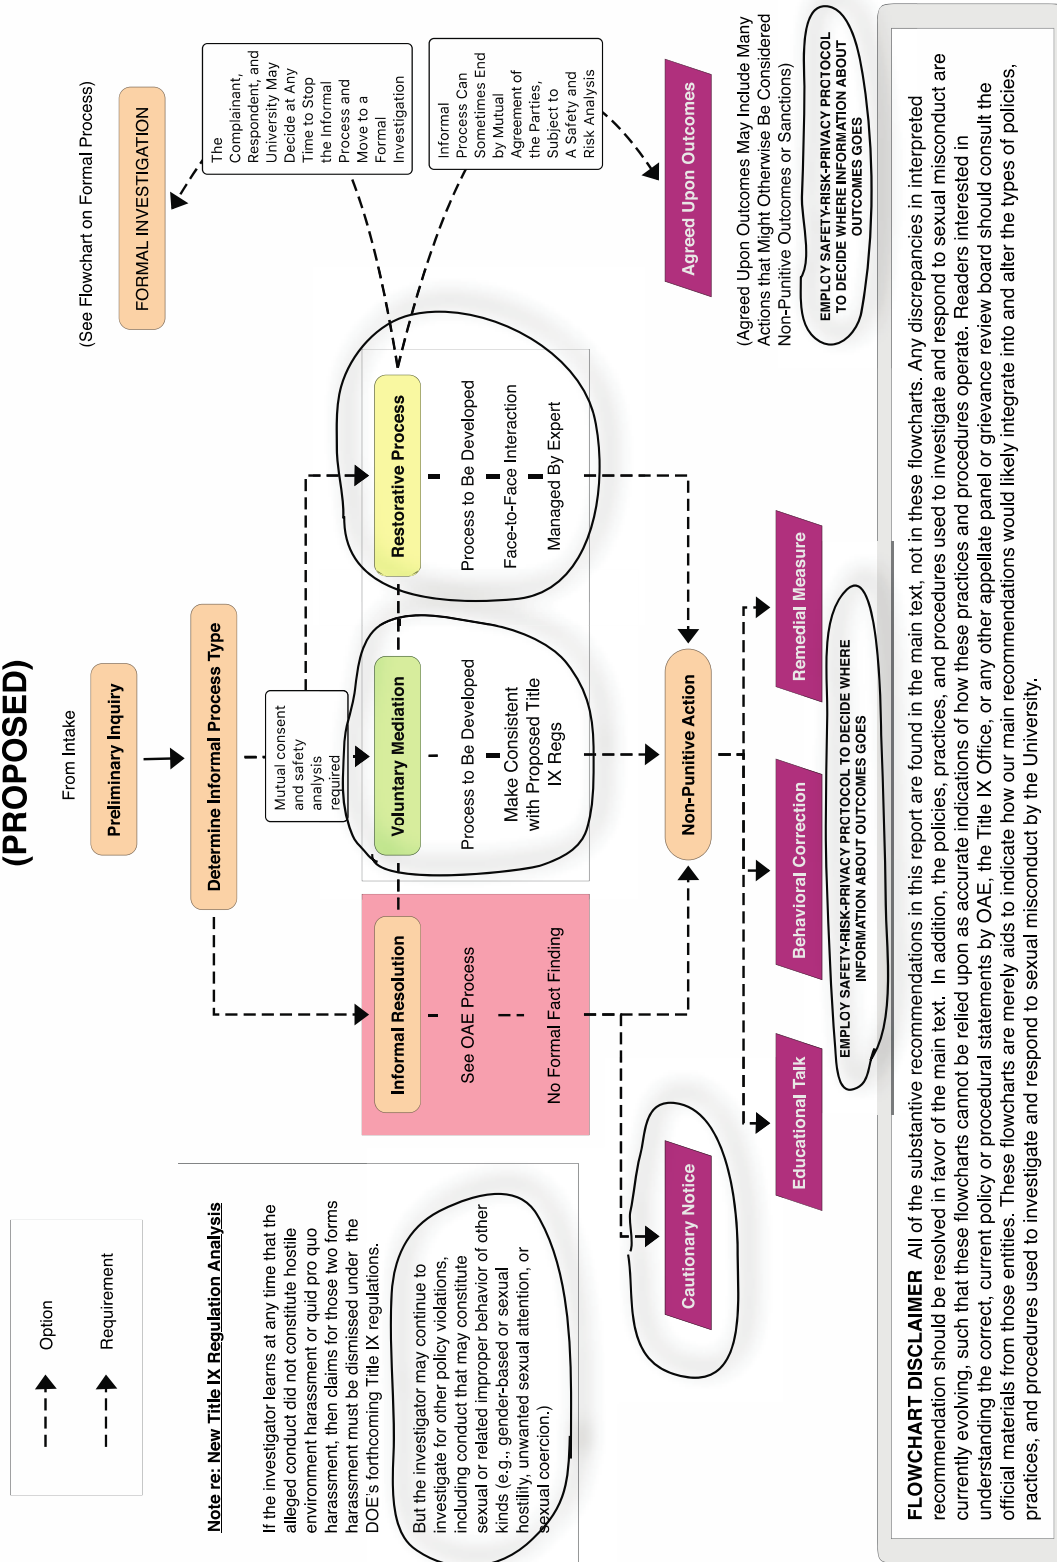 (PROPOSED)
Option
Requirement
Note re: New Title IX Regulation Analysis
If the investigator learns at any time that the
alleged conduct did not constitute hostile
environment harassment or quid pro quo
harassment, then claims for those two forms
harassment must be dismissed under  the
DOE's forthcoming Title IX regulations.
But the investigator may continue to
investigate for other policy violations,
including conduct that may constitute
sexual or related improper behavior of other
kinds (e.g., gender-based or sexual
hostility, unwanted sexual attention, or
sexual coercion.)
From Intake
Preliminary Inquiry
Determine Informal Process Type
Mutual consent
and safety
analysis
required
(See Flowchart on Formal Process)
FORMAL INVESTIGATION
The
Complainant,
Respondent, and
University May
Decide at Any
Time to Stop
the Informal
Process and
Move to a
Formal
Investigation
Informal
Process Can
Sometimes End
by Mutual
Agreement of
the Parties,
Subject to
A Safety and
Risk Analysis
Informal Resolution
See OAE Process
No Formal Fact Finding
Voluntary Mediation
Process to Be Developed
Make Consistent
with Proposed Title
IX Regs
Restorative Process
Process to Be Developed
Face-to-Face Interaction
Managed By Expert
Cautionary Notice
Non-Punitive Action
Agreed Upon Outcomes
(Agreed Upon Outcomes May Include Many
Actions that Might Otherwise Be Considered
Non-Punitive Outcomes or Sanctions)
EMPLOY SAFETY-RISK-PRIVACY PROTOCOL
TO DECIDE WHERE INFORMATION ABOUT
OUTCOMES GOES
Educational Talk
Behavioral Correction
Remedial Measure
EMPLOY SAFETY-RISK-PRIVACY PROTOCOL TO DECIDE WHERE
INFORMATION ABOUT OUTCOMES GOES
FLOWCHART DISCLAIMER  All of the substantive recommendations in this report are found in the main text, not in these flowcharts. Any discrepancies in interpreted
recommendation should be resolved in favor of the main text.  In addition, the policies, practices, and procedures used to investigate and respond to sexual misconduct are
currently evolving, such that these flowcharts cannot be relied upon as accurate indications of how these practices and procedures operate. Readers interested in
understanding the correct, current policy or procedural statements by OAE, the Title IX Office, or any other appellate panel or grievance review board should consult the
official materials from those entities. These flowcharts are merely aids to indicate how our main recommendations would likely integrate into and alter the types of policies,
practices, and procedures used to investigate and respond to sexual misconduct by the University.